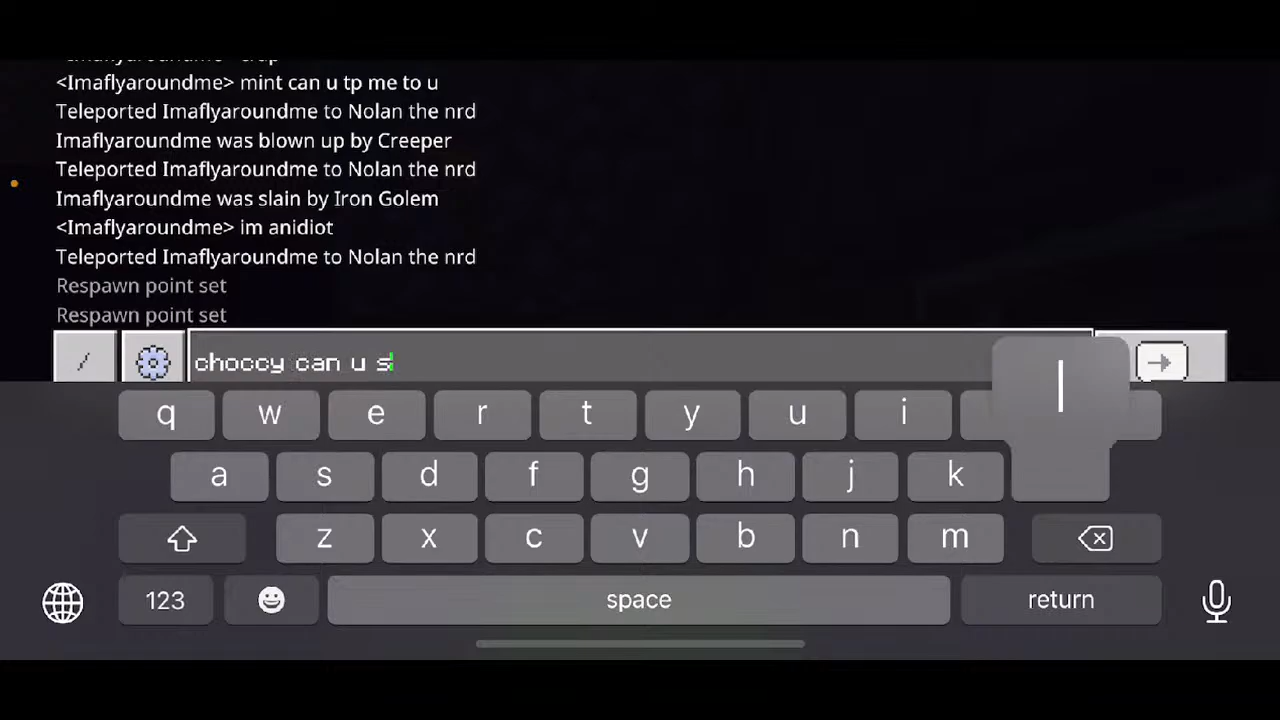 <Imaflyaroundme> mint can u tp me to u
Teleported Imaflyaroundme to Nolan the nrd
Imaflyaroundme was blown up by Creeper
Teleported Imaflyaroundme to Nolan the nrd
Imaflyaroundme was slain by Iron Golem
<Imaflyaroundme> im anidiot
Teleported Imaflyaroundme to Nolan the nrd
Respawn point set
Respawn point set
/ choccy can u s
q w e r t y u i
a s d f g h j k l
z x c v b n m
123 space return